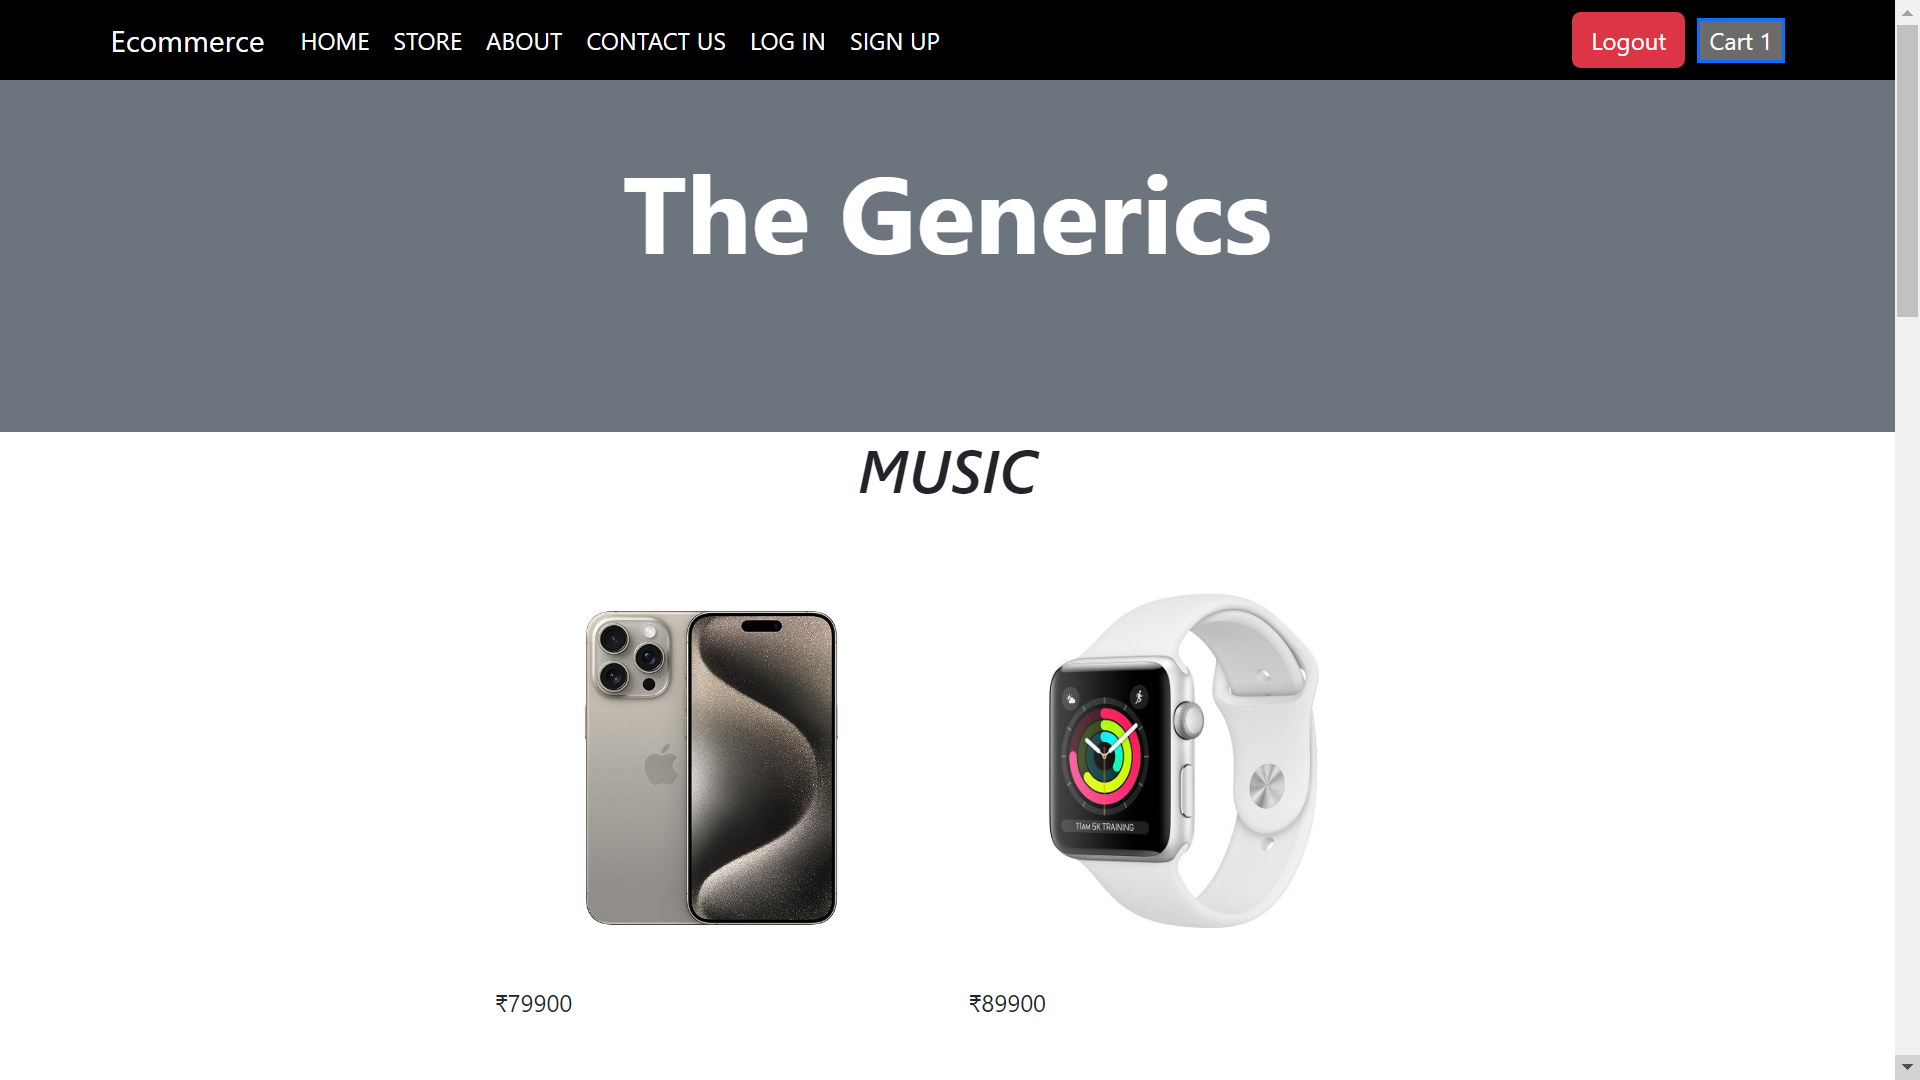 Ecommerce HOME STORE ABOUT CONTACT US LOG IN SIGN UP Logout Cart 1
The Generics
MUSIC
11AM 5K TRAINING
₹79900 ₹89900